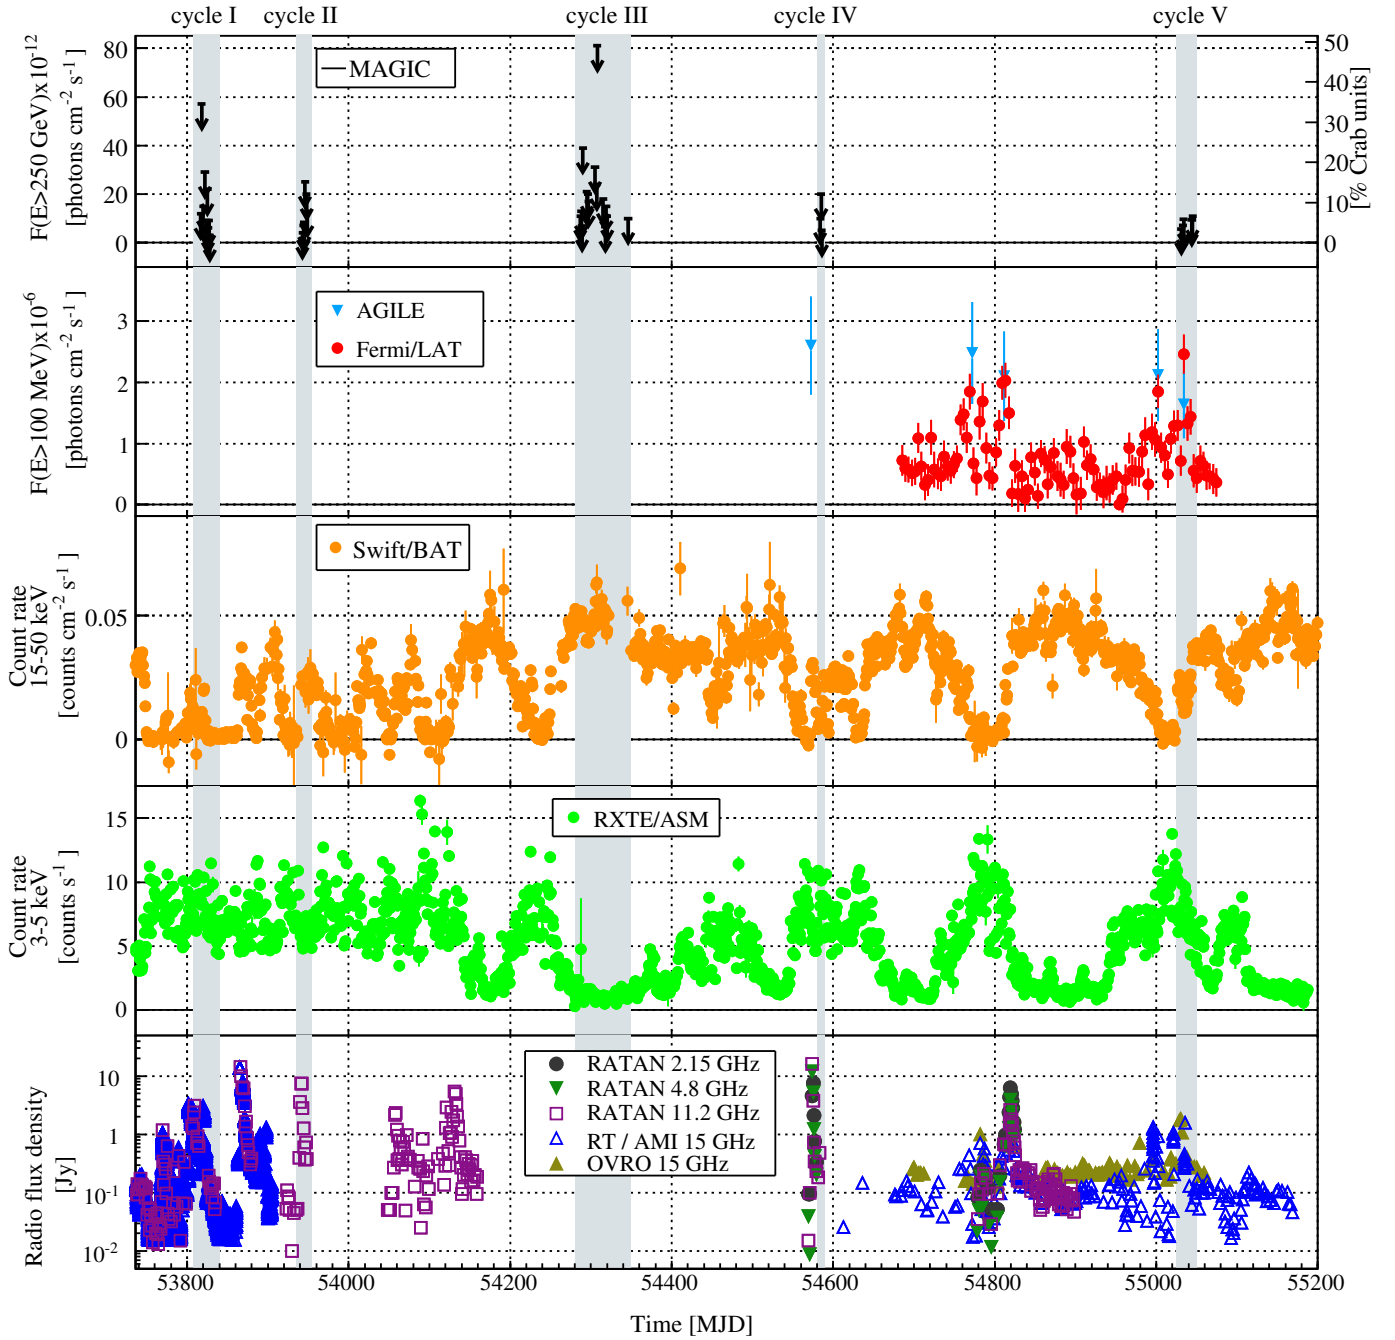 cycle I cycle II cycle III cycle IV cycle V
F(E>250 GeV)x10-12
[photons cm-2 s-1]
80
60
40
20
0
MAGIC
50
40
30
20
10
0
[% Crab units]
F(E>100 MeV)x10-6
[photons cm-2 s-1]
3
2
1
0
AGILE
Fermi/LAT
Count rate
15-50 keV
[counts cm-2 s-1]
0.05
0
Swift/BAT
Count rate
3-5 keV
[counts s-1]
15
10
5
0
RXTE/ASM
Radio flux density
[Jy]
10
1
10-1
10-2
RATAN 2.15 GHz
RATAN 4.8 GHz
RATAN 11.2 GHz
RT / AMI 15 GHz
OVRO 15 GHz
53800 54000 54200 54400 54600 54800 55000 55200
Time [MJD]